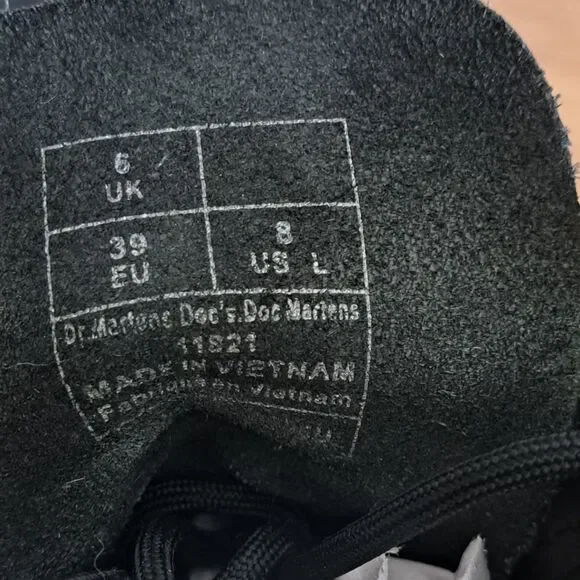 6
UK
39
EU
8
US L
Dr.Martens Doc's.Doc Martens
11821
MADE IN VIETNAM
Fabriqué en Vietnam